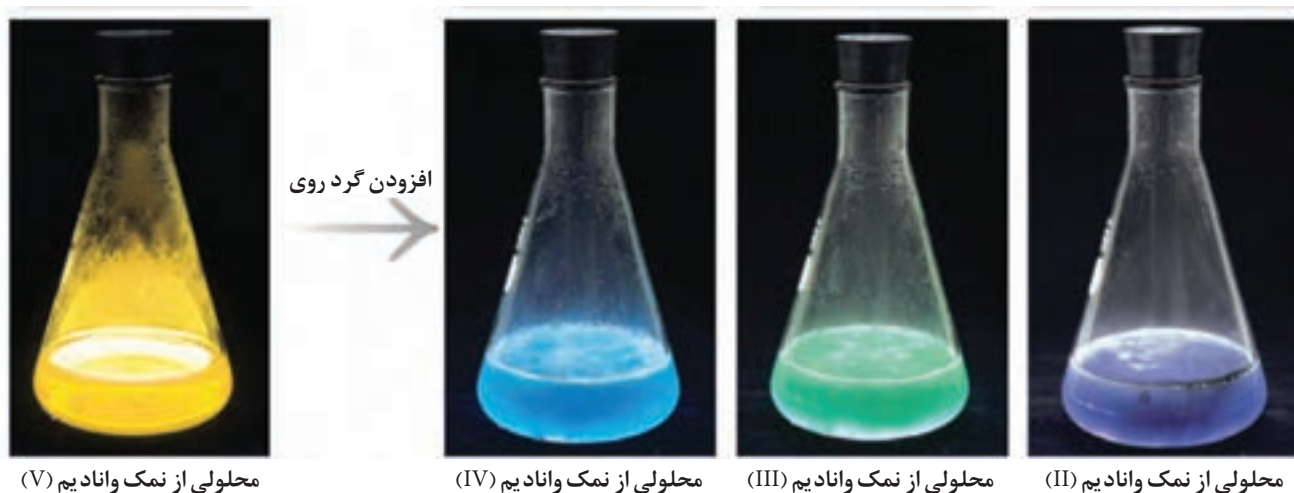 افزودن گرد روی
محلولی از نمک وانادیم (V)
محلولی از نمک وانادیم (IV)
محلولی از نمک وانادیم (III)
محلولی از نمک وانادیم (II)